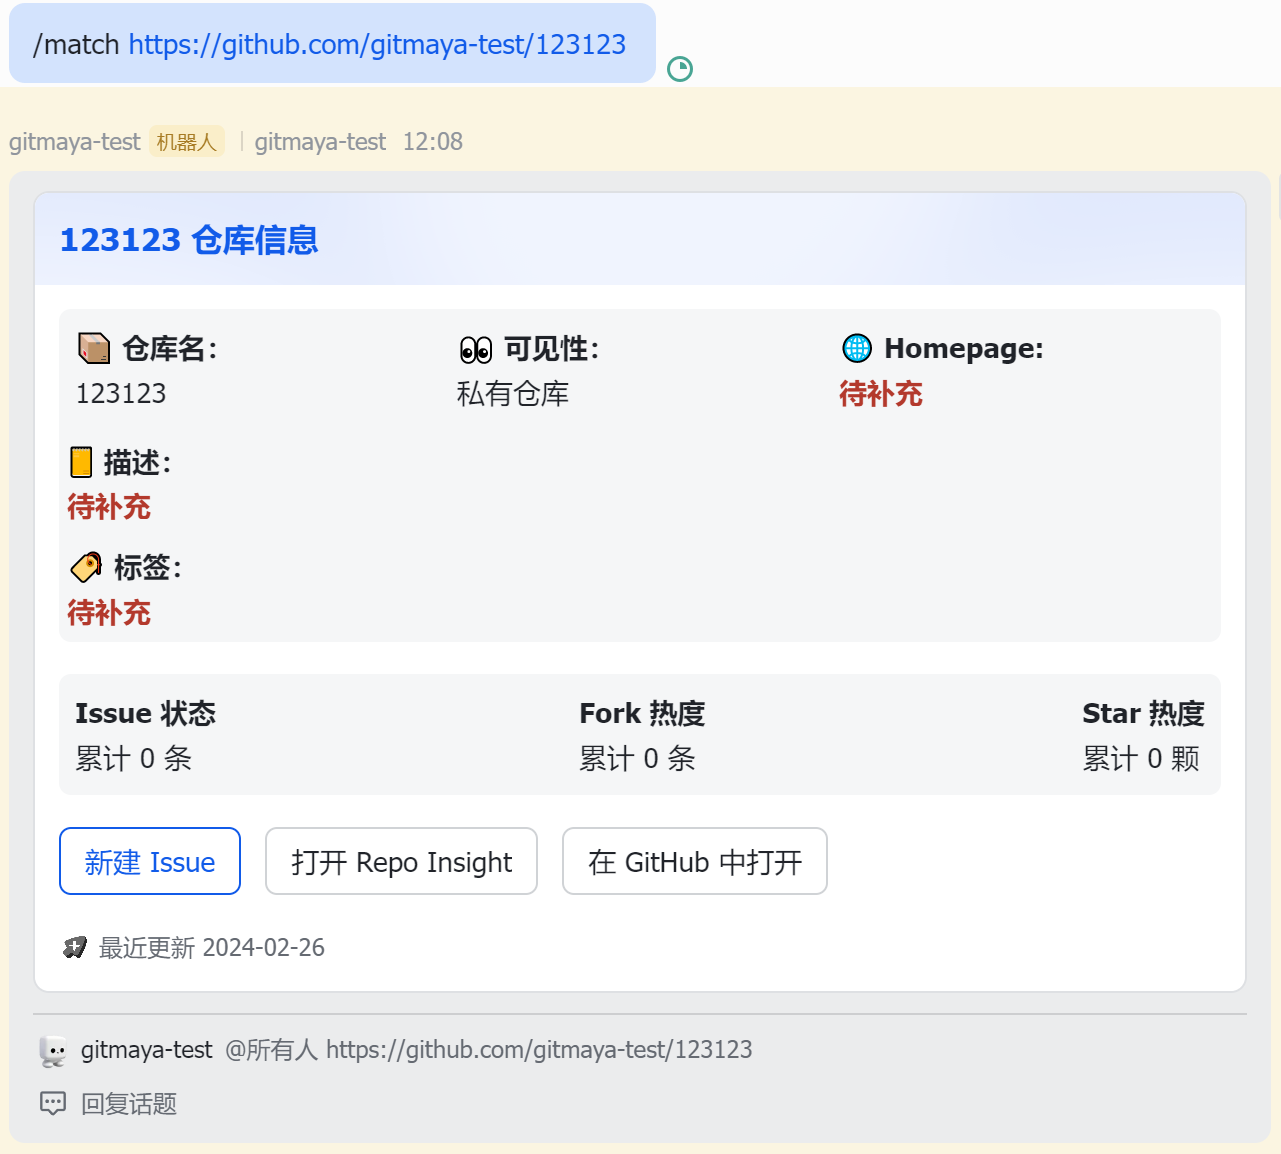 /match https://github.com/gitmaya-test/123123
gitmaya-test 机器人 | gitmaya-test 12:08
123123 仓库信息
仓库名： 可见性： Homepage:
123123 私有仓库 待补充
描述：
待补充
标签：
待补充
Issue 状态 Fork 热度 Star 热度
累计 0 条 累计 0 条 累计 0 颗
新建 Issue 打开 Repo Insight 在 GitHub 中打开
最近更新 2024-02-26
gitmaya-test @所有人 https://github.com/gitmaya-test/123123
回复话题